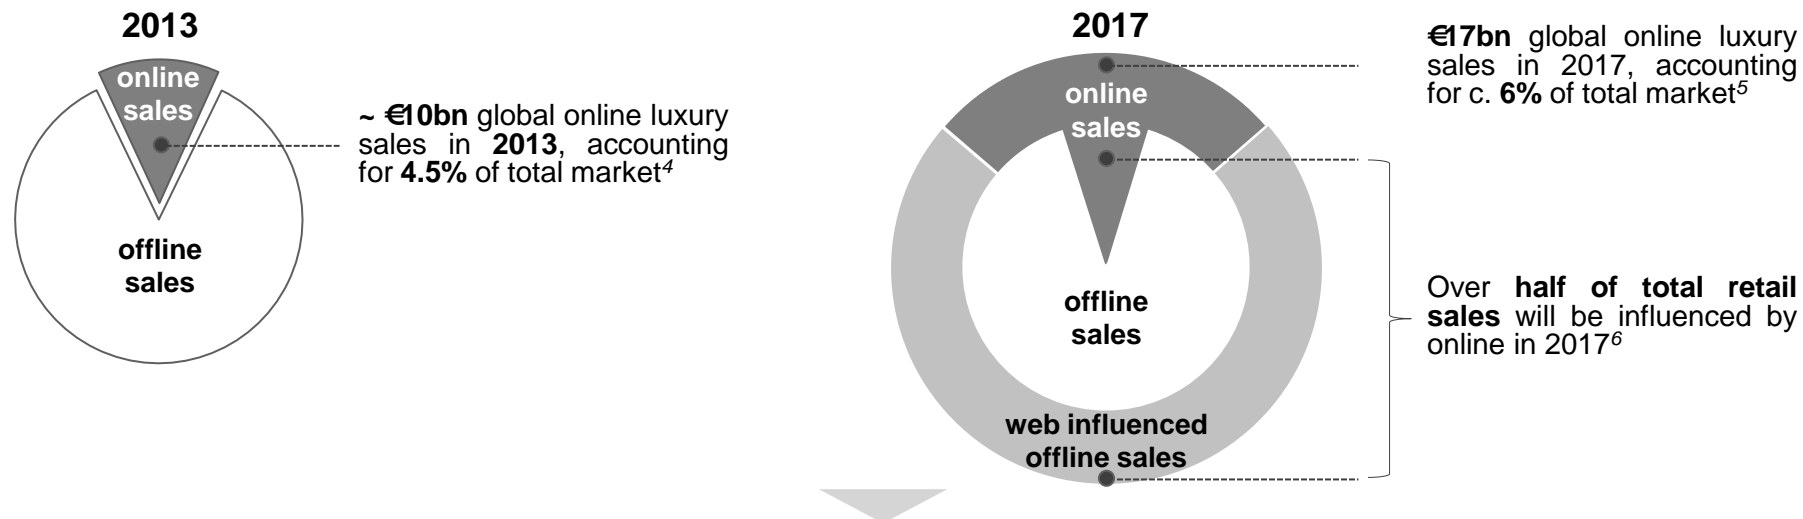 2013
online
sales
offline
sales
~ €10bn global online luxury
sales in 2013, accounting
for 4.5% of total market4
2017
online
sales
offline
sales
web influenced
offline sales
€17bn global online luxury
sales in 2017, accounting
for c. 6% of total market5
Over half of total retail
sales will be influenced by
online in 20176